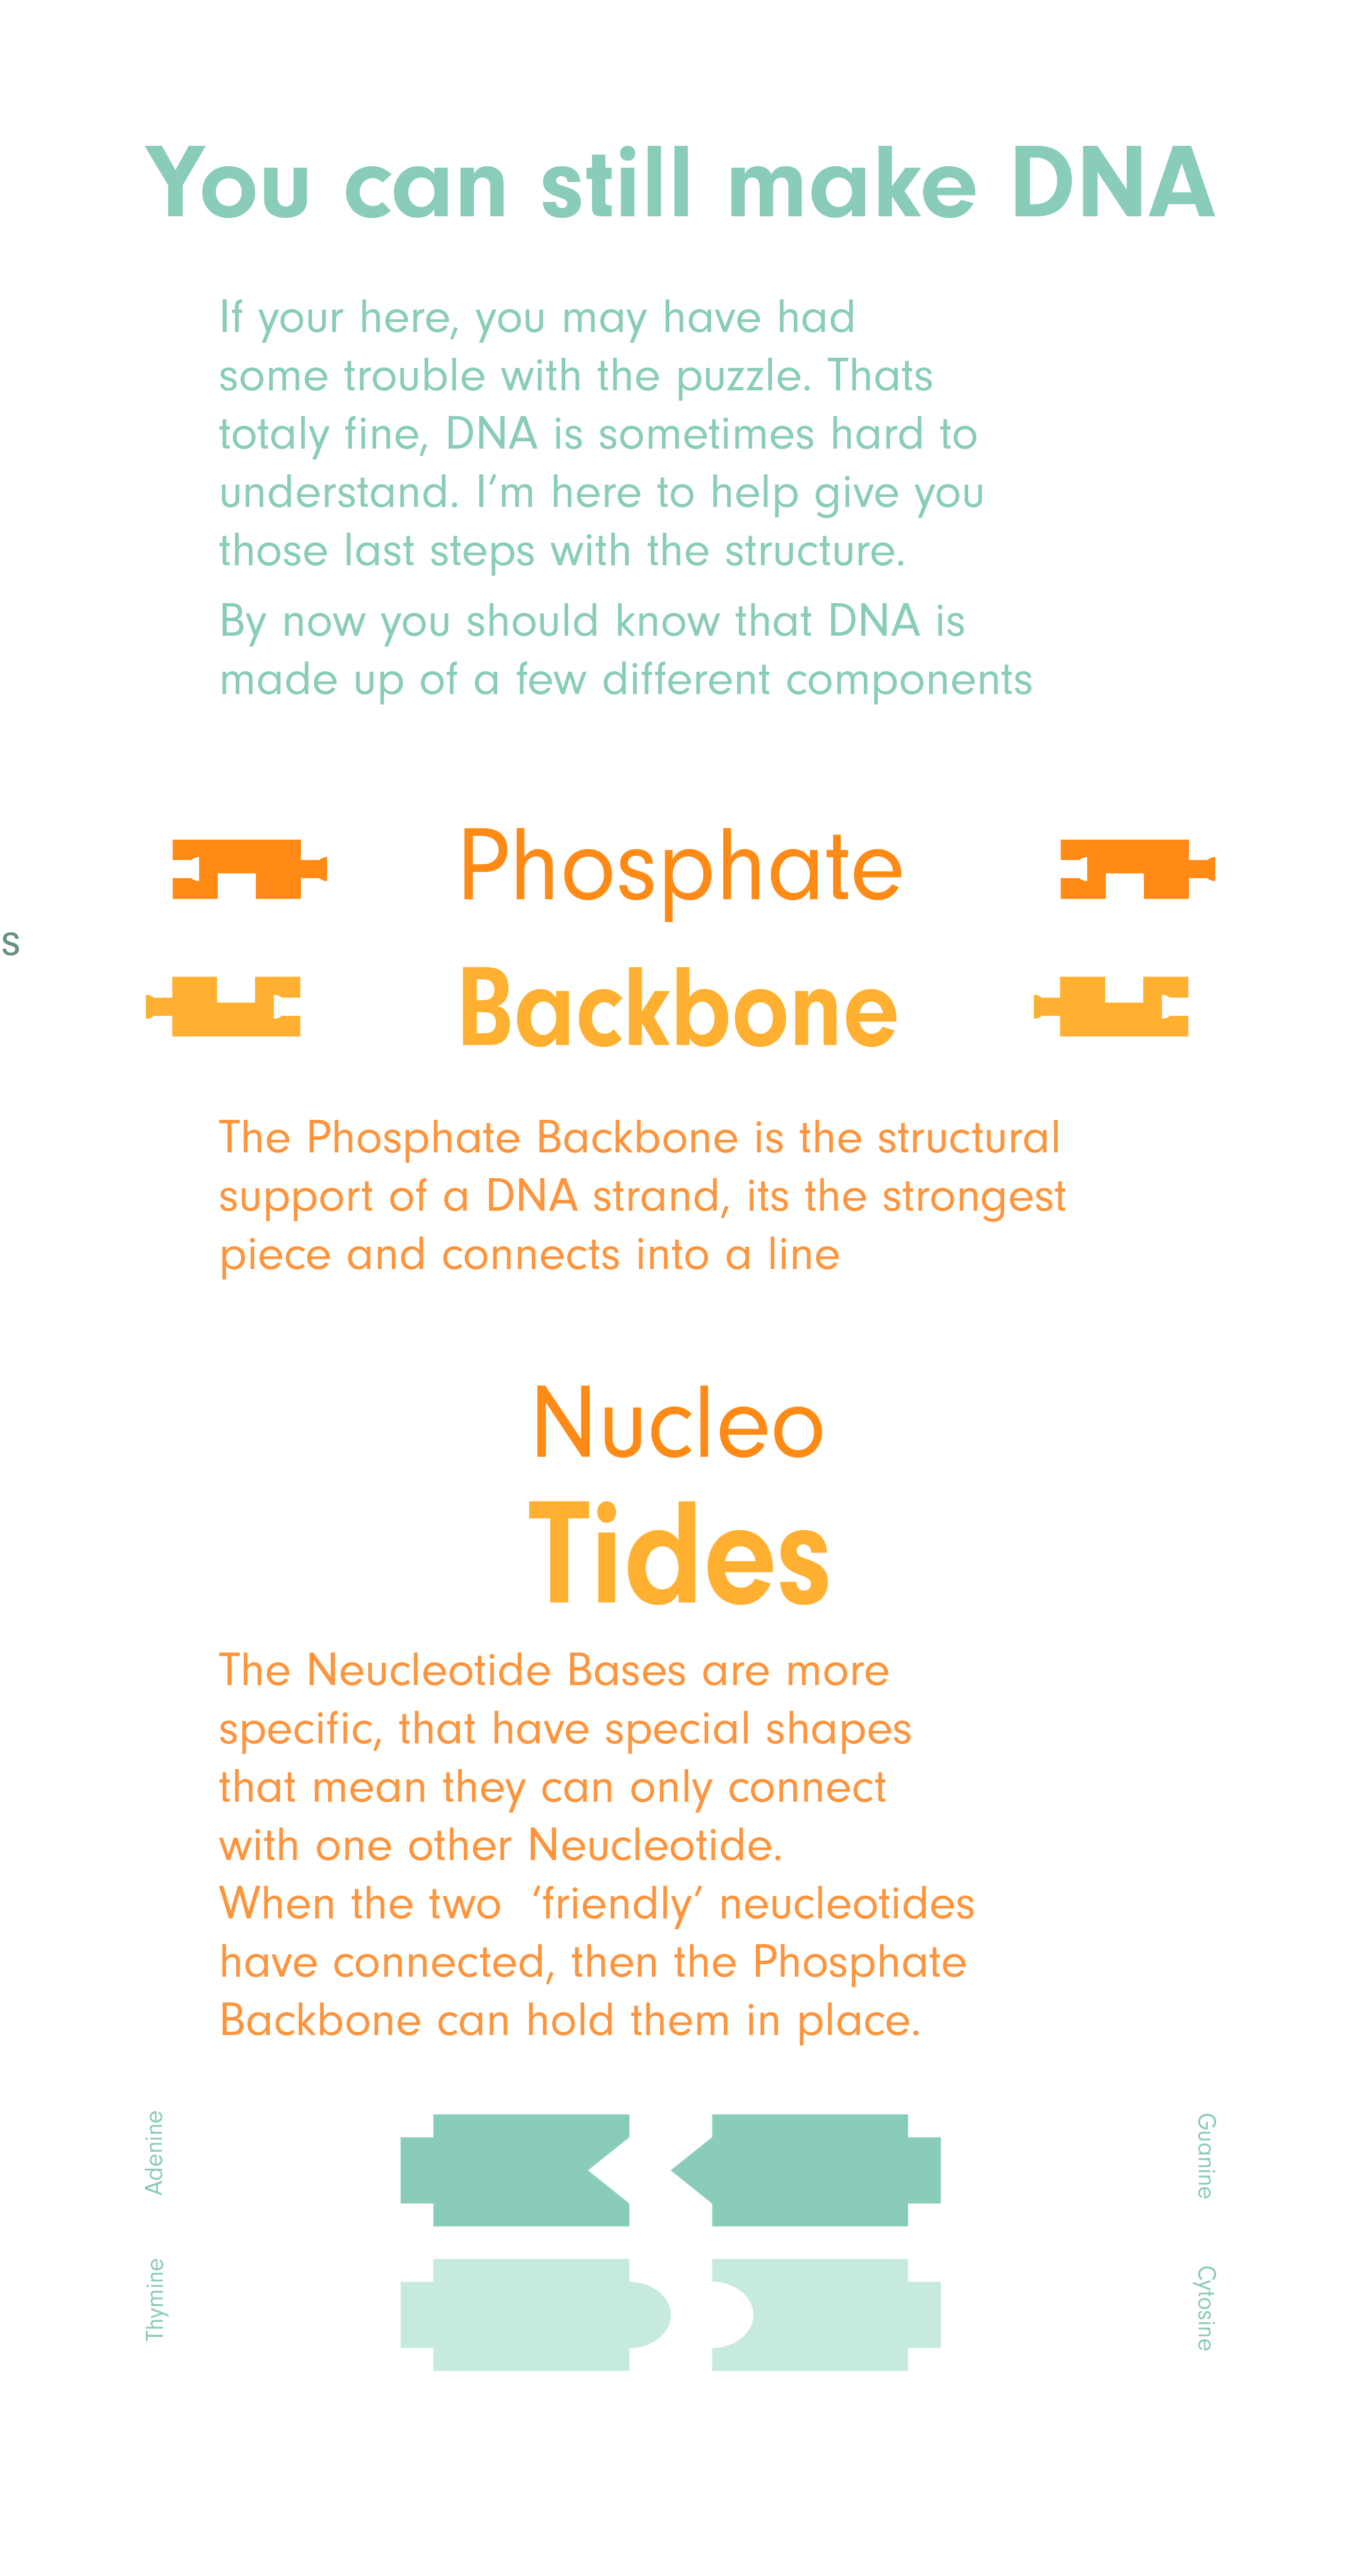 You can still make DNA
If your here, you may have had
some trouble with the puzzle. Thats
totaly fine, DNA is sometimes hard to
understand. I’m here to help give you
those last steps with the structure.
By now you should know that DNA is
made up of a few different components
Phosphate
s
Backbone
The Phosphate Backbone is the structural
support of a DNA strand, its the strongest
piece and connects into a line
Nucleo
Tides
The Neucleotide Bases are more
specific, that have special shapes
that mean they can only connect
with one other Neucleotide.
When the two  ‘friendly’ neucleotides
have connected, then the Phosphate
Backbone can hold them in place.
Adenine
Guanine
Thymine
Cytosine